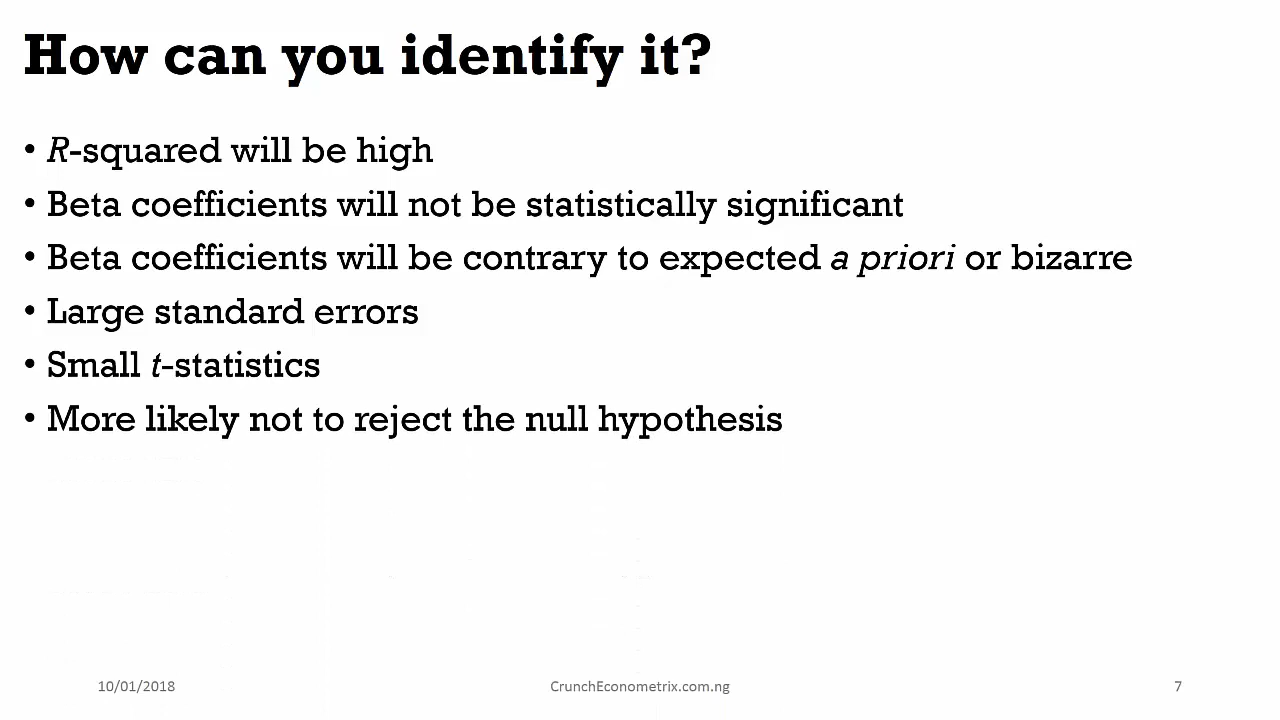 How can you identify it?
• R-squared will be high
• Beta coefficients will not be statistically significant
• Beta coefficients will be contrary to expected a priori or bizarre
• Large standard errors
• Small t-statistics
• More likely not to reject the null hypothesis
10/01/2018 CrunchEconometrix.com.ng 7